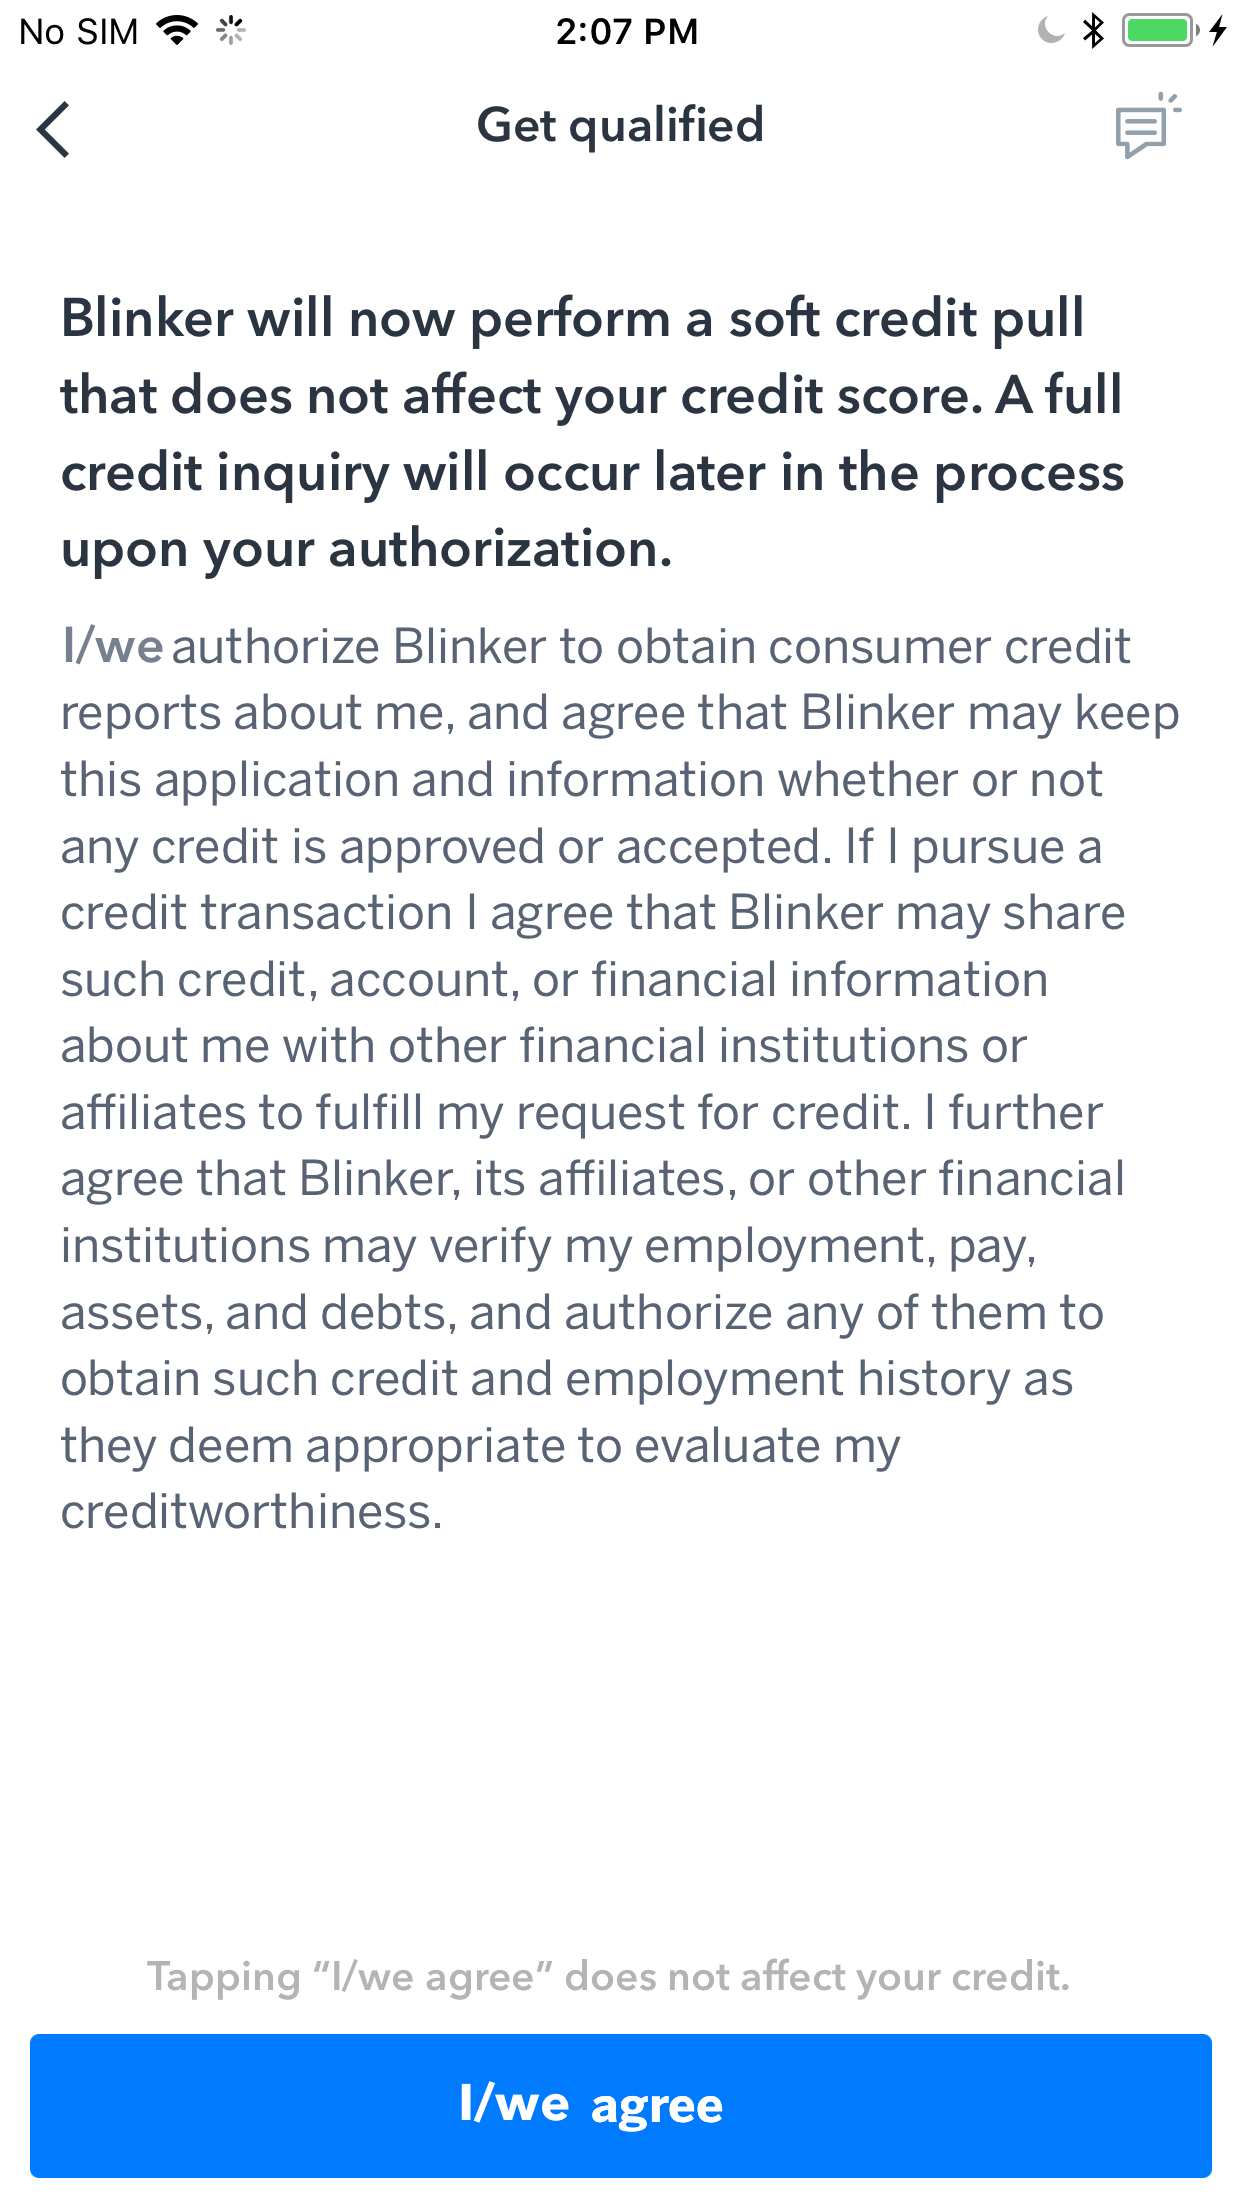 No SIM 2:07 PM
Get qualified
Blinker will now perform a soft credit pull
that does not affect your credit score. A full
credit inquiry will occur later in the process
upon your authorization.
I/we authorize Blinker to obtain consumer credit
reports about me, and agree that Blinker may keep
this application and information whether or not
any credit is approved or accepted. If I pursue a
credit transaction I agree that Blinker may share
such credit, account, or financial information
about me with other financial institutions or
affiliates to fulfill my request for credit. I further
agree that Blinker, its affiliates, or other financial
institutions may verify my employment, pay,
assets, and debts, and authorize any of them to
obtain such credit and employment history as
they deem appropriate to evaluate my
creditworthiness.
Tapping “I/we agree” does not affect your credit.
I/we agree